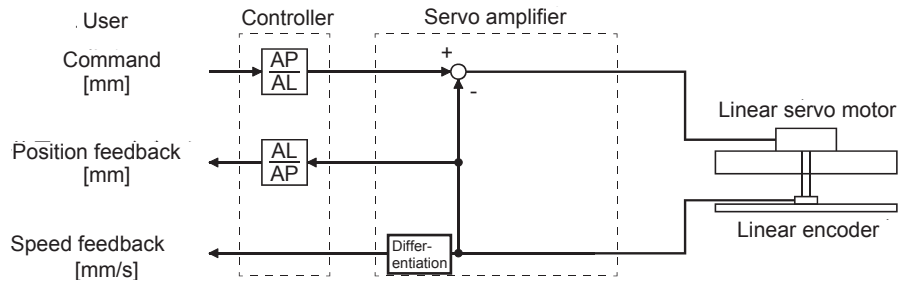 User
Controller
Servo amplifier
Command
[mm]
AP
AL
+
-
Linear servo motor
Position feedback
[mm]
AL
AP
Speed feedback
[mm/s]
Differ-
entiation
Linear encoder